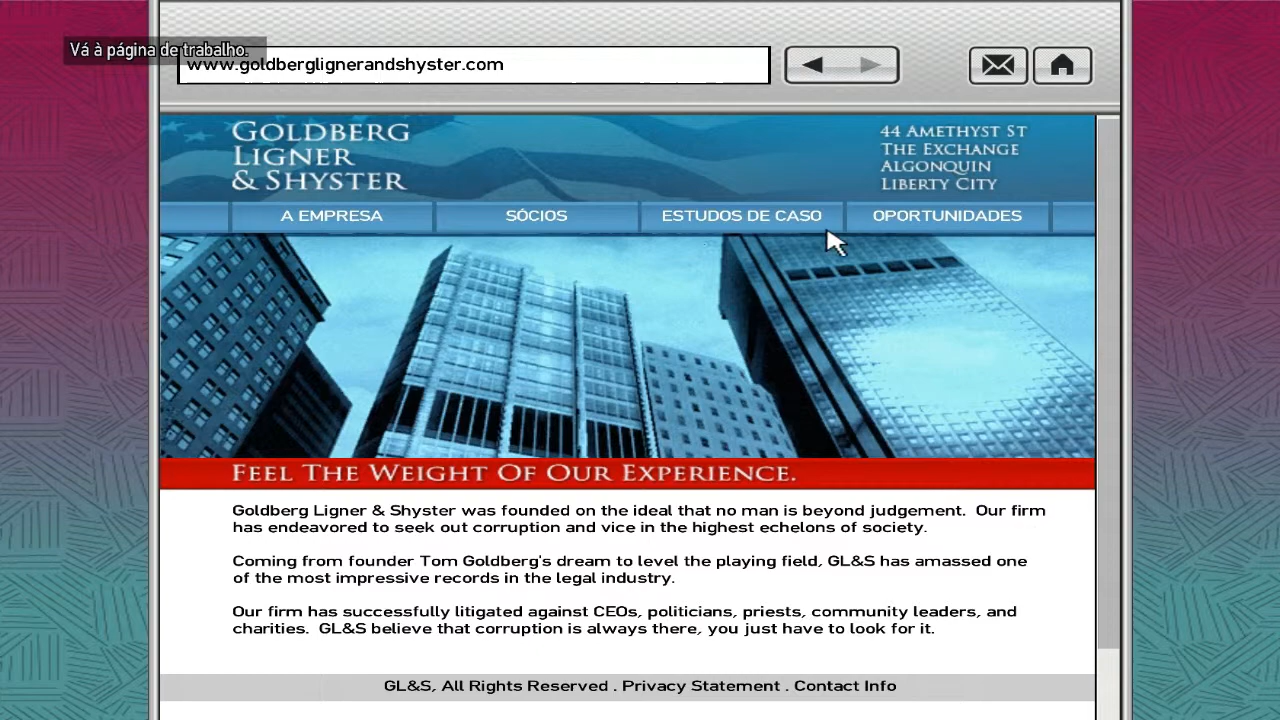 Vá à página de trabalho.
www.goldberglignerandshyster.com
GOLDBERG
LIGNER
& SHYSTER
44 AMETHYST ST
THE EXCHANGE
ALGONQUIN
LIBERTY CITY
A EMPRESA
SÓCIOS
ESTUDOS DE CASO
OPORTUNIDADES
FEEL THE WEIGHT OF OUR EXPERIENCE.
Goldberg Ligner & Shyster was founded on the ideal that no man is beyond judgement.  Our firm
has endeavored to seek out corruption and vice in the highest echelons of society.
Coming from founder Tom Goldberg's dream to level the playing field, GL&S has amassed one
of the most impressive records in the legal industry.
Our firm has successfully litigated against CEOs, politicians, priests, community leaders, and
charities.  GL&S believe that corruption is always there, you just have to look for it.
GL&S, All Rights Reserved . Privacy Statement . Contact Info